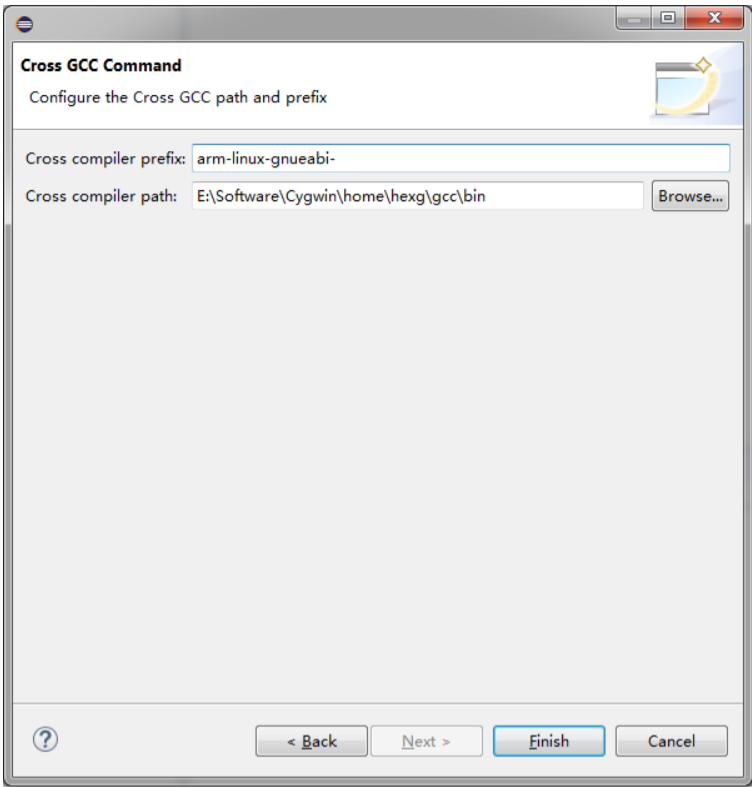 Cross GCC Command
Configure the Cross GCC path and prefix
Cross compiler prefix: arm-linux-gnueabi-
Cross compiler path: E:\Software\Cygwin\home\hexg\gcc\bin Browse...
? < Back Next > Finish Cancel